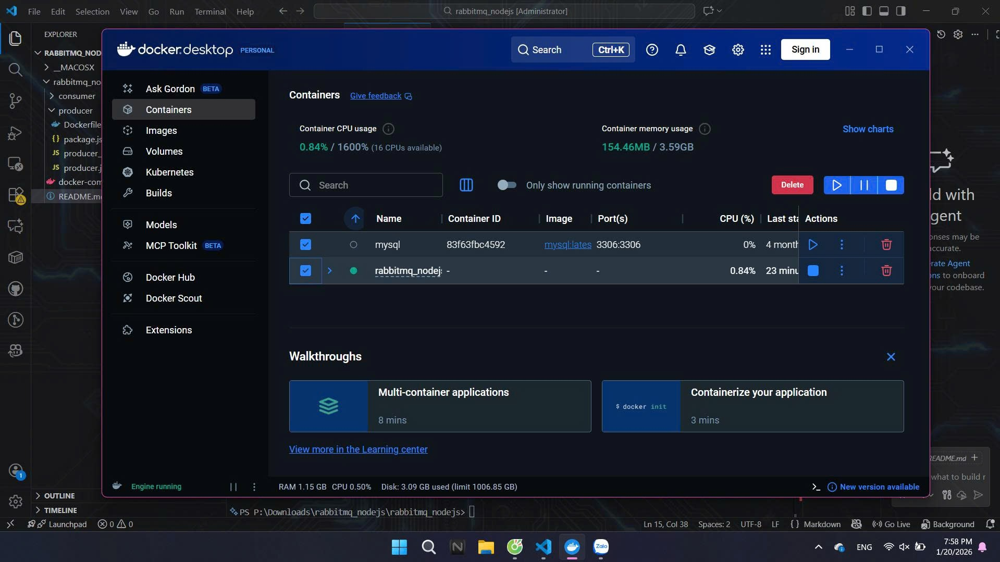 File Edit Selection View Go Run Terminal Help
rabbitmq_nodejs [Administrator]
EXPLORER
RABBITMQ_NOD
__MACOSX
rabbitmq_no
consumer
producer
Dockerfile
package.js
producer_
producer.j
docker-com
README.m
OUTLINE
TIMELINE
docker.desktop PERSONAL
Search Ctrl+K
Sign in
Ask Gordon BETA
Containers
Images
Volumes
Kubernetes
Builds
Models
MCP Toolkit BETA
Docker Hub
Docker Scout
Extensions
Containers Give feedback
Container CPU usage
0.84% / 1600% (16 CPUs available)
Container memory usage
154.46MB / 3.59GB
Show charts
Search
Only show running containers
Delete
Name Container ID Image Port(s) CPU (%) Last sta Actions
mysql 83f63fbc4592 mysql:lates 3306:3306 0% 4 month
rabbitmq_nodej - - - 0.84% 23 minu
Walkthroughs
Multi-container applications
8 mins
$ docker init
Containerize your application
3 mins
View more in the Learning center
Engine running
RAM 1.15 GB CPU 0.50% Disk: 3.09 GB used (limit 1006.85 GB)
New version available
ld with
gent
onses may be
curate.
rate Agent
ons to onboard
our codebase.
README.md +
what to build
PS P:\Downloads\rabbitmq_nodejs\rabbitmq_nodejs>
Launchpad 0 0
Ln 15, Col 38 Spaces: 2 UTF-8 LF {} Markdown Go Live Background
1
Zalo
ENG
7:58 PM
1/20/2026